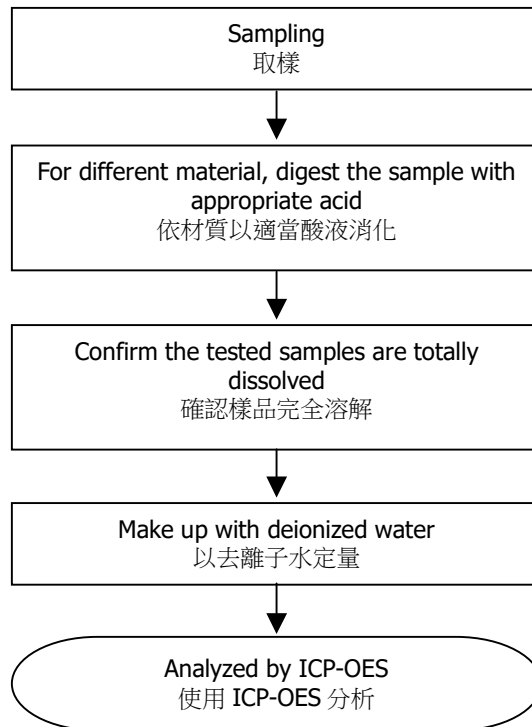 Sampling
取樣
For different material, digest the sample with
appropriate acid
依材質以適當酸液消化
Confirm the tested samples are totally
dissolved
確認樣品完全溶解
Make up with deionized water
以去離子水定量
Analyzed by ICP-OES
使用 ICP-OES 分析